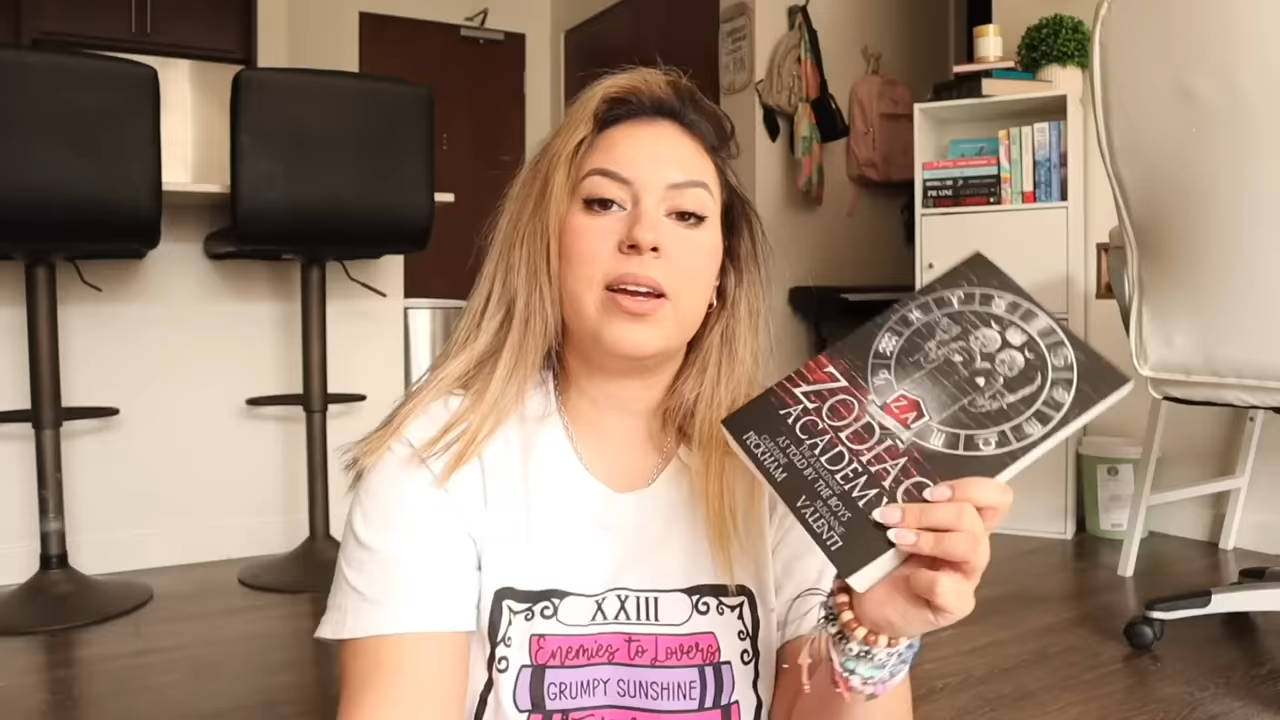 ZODIAC
ACADEMY
THE AWAKENING
AS TOLD BY THE BOYS
CAROLINE
PECKHAM
SUSANNE
VALENTI
ZA
XXIII
Enemies to Lovers
GRUMPY SUNSHINE
PRAISE